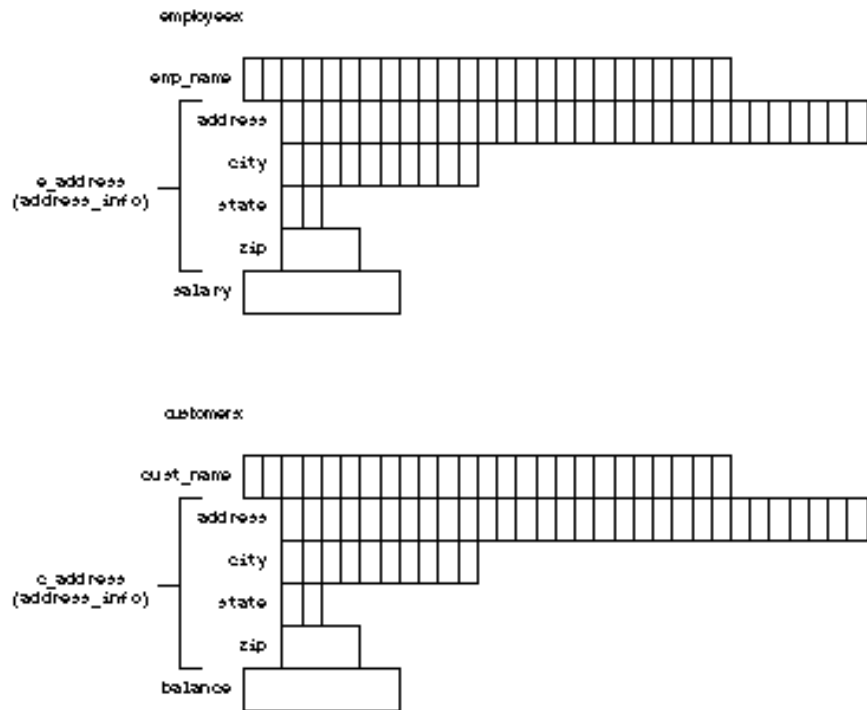 employees:
emp_name
address
city
e_address
(address_info)
state
zip
salary
customers:
cust_name
address
city
c_address
(address_info)
state
zip
balance